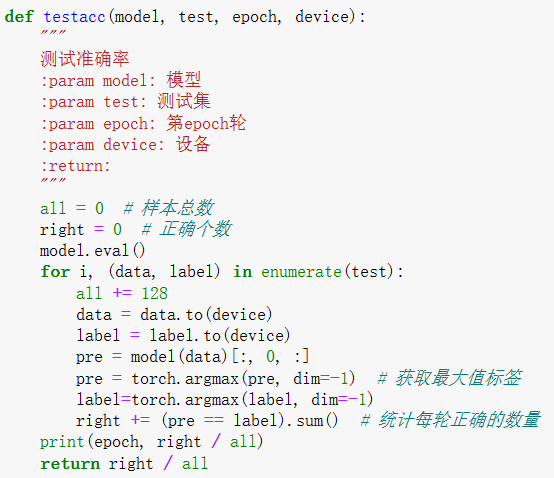 def testacc(model, test, epoch, device):
    """
    测试准确率
    :param model: 模型
    :param test: 测试集
    :param epoch: 第epoch轮
    :param device: 设备
    :return:
    """
    all = 0  # 样本总数
    right = 0  # 正确个数
    model.eval()
    for i, (data, label) in enumerate(test):
        all += 128
        data = data.to(device)
        label = label.to(device)
        pre = model(data)[:, 0, :]
        pre = torch.argmax(pre, dim=-1)  # 获取最大值标签
        label=torch.argmax(label, dim=-1)
        right += (pre == label).sum()  # 统计每轮正确的数量
    print(epoch, right / all)
    return right / all